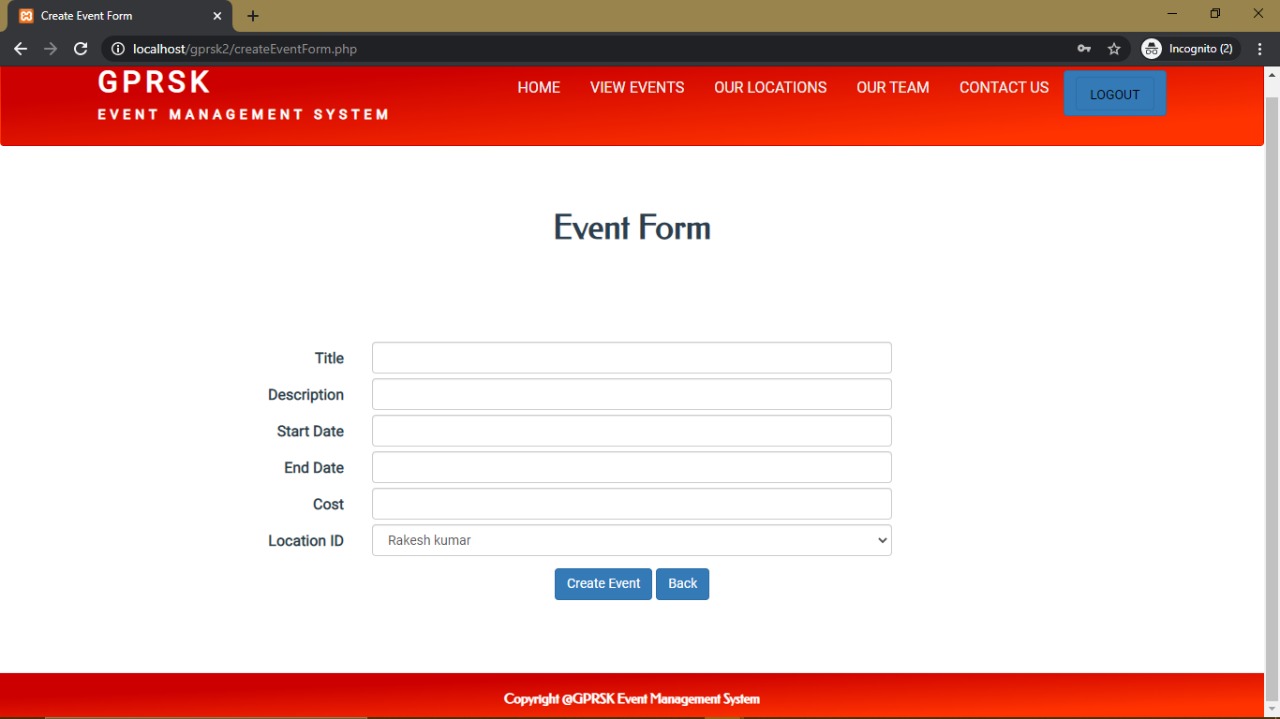 Create Event Form
localhost/gprsk2/createEventForm.php
Incognito (2)
GPRSK
EVENT MANAGEMENT SYSTEM
HOME VIEW EVENTS OUR LOCATIONS OUR TEAM CONTACT US LOGOUT
Event Form
Title
Description
Start Date
End Date
Cost
Location ID Rakesh kumar
Create Event Back
Copyright @GPRSK Event Management System